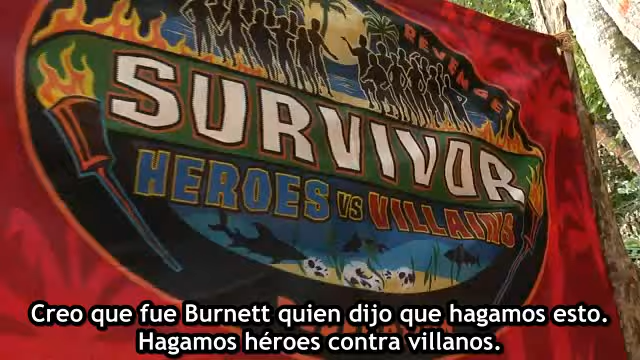 REVENGE
SURVIVOR
HEROES VS VILLAINS
Creo que fue Burnett quien dijo que hagamos esto.
Hagamos héroes contra villanos.